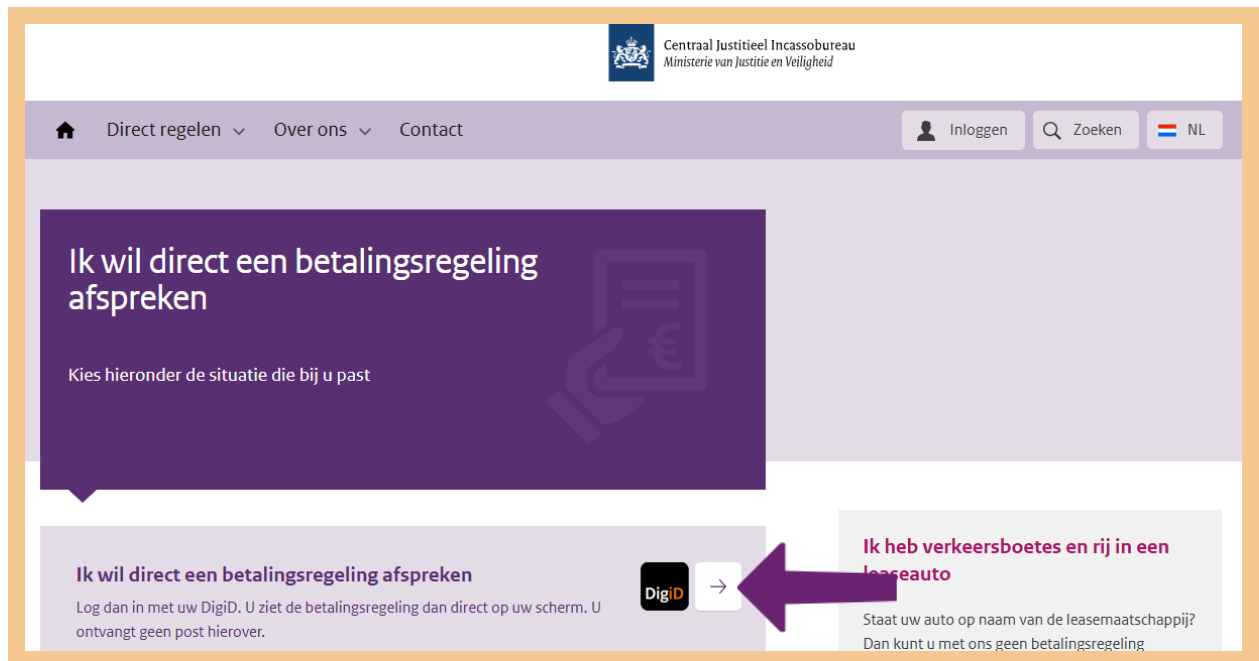 Centraal Justitieel Incassobureau
Ministerie van Justitie en Veiligheid
Direct regelen
Over ons
Contact
Inloggen
Zoeken
NL
Ik wil direct een betalingsregeling
afspreken
€
Kies hieronder de situatie die bij u past
Ik wil direct een betalingsregeling afspreken
Log dan in met uw DigiD. U ziet de betalingsregeling dan direct op uw scherm. U
ontvangt geen post hierover.
DigiD
Ik heb verkeersboetes en rij in een
leaseauto
Staat uw auto op naam van de leasemaatschappij?
Dan kunt u met ons geen betalingsregeling